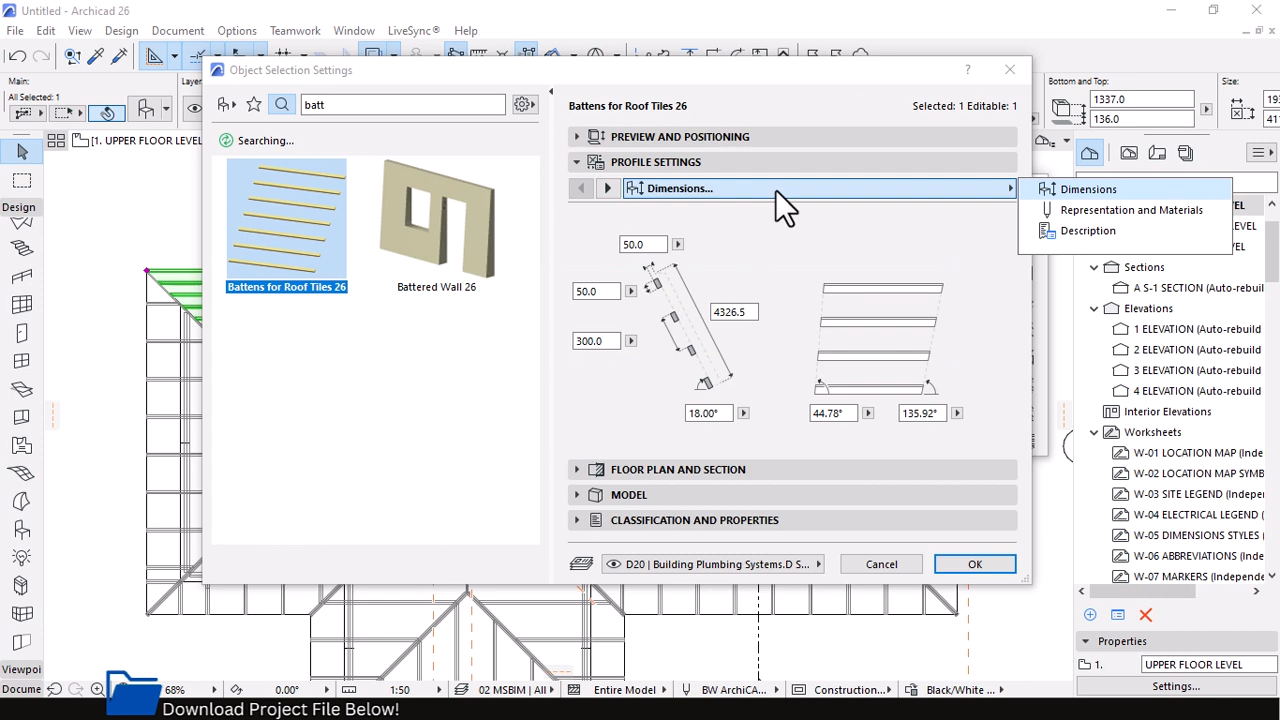 Untitled - Archicad 26
File Edit View Design Document Options Teamwork Window LiveSync® Help
Main:
All Selected: 1
Object Selection Settings
?
batt
Searching...
Battens for Roof Tiles 26
Battered Wall 26
Battens for Roof Tiles 26
Selected: 1 Editable: 1
PREVIEW AND POSITIONING
PROFILE SETTINGS
Dimensions...
Dimensions
Representation and Materials
Description
50.0
50.0
300.0
4326.5
18.00°
44.78°
135.92°
FLOOR PLAN AND SECTION
MODEL
CLASSIFICATION AND PROPERTIES
D20 | Building Plumbing Systems.D S...
Cancel
OK
Bottom and Top:
1337.0
136.0
Size:
[1. UPPER FLOOR LEVEL
Design
Viewpoi
Docume
Sections
A S-1 SECTION (Auto-rebuil
Elevations
1 ELEVATION (Auto-rebuild
2 ELEVATION (Auto-rebuild
3 ELEVATION (Auto-rebuild
4 ELEVATION (Auto-rebuild
Interior Elevations
Worksheets
W-01 LOCATION MAP (Inde
W-02 LOCATION MAP SYMB
W-03 SITE LEGEND (Indepen
W-04 ELECTRICAL LEGEND (
W-05 DIMENSIONS STYLES (
W-06 ABBREVIATIONS (Inde
W-07 MARKERS (Independe
Properties
1. UPPER FLOOR LEVEL
Settings...
68% 0.00° 1:50 02 MSBIM | All Entire Model BW ArchiCA... Construction... Black/White ...
Download Project File Below!